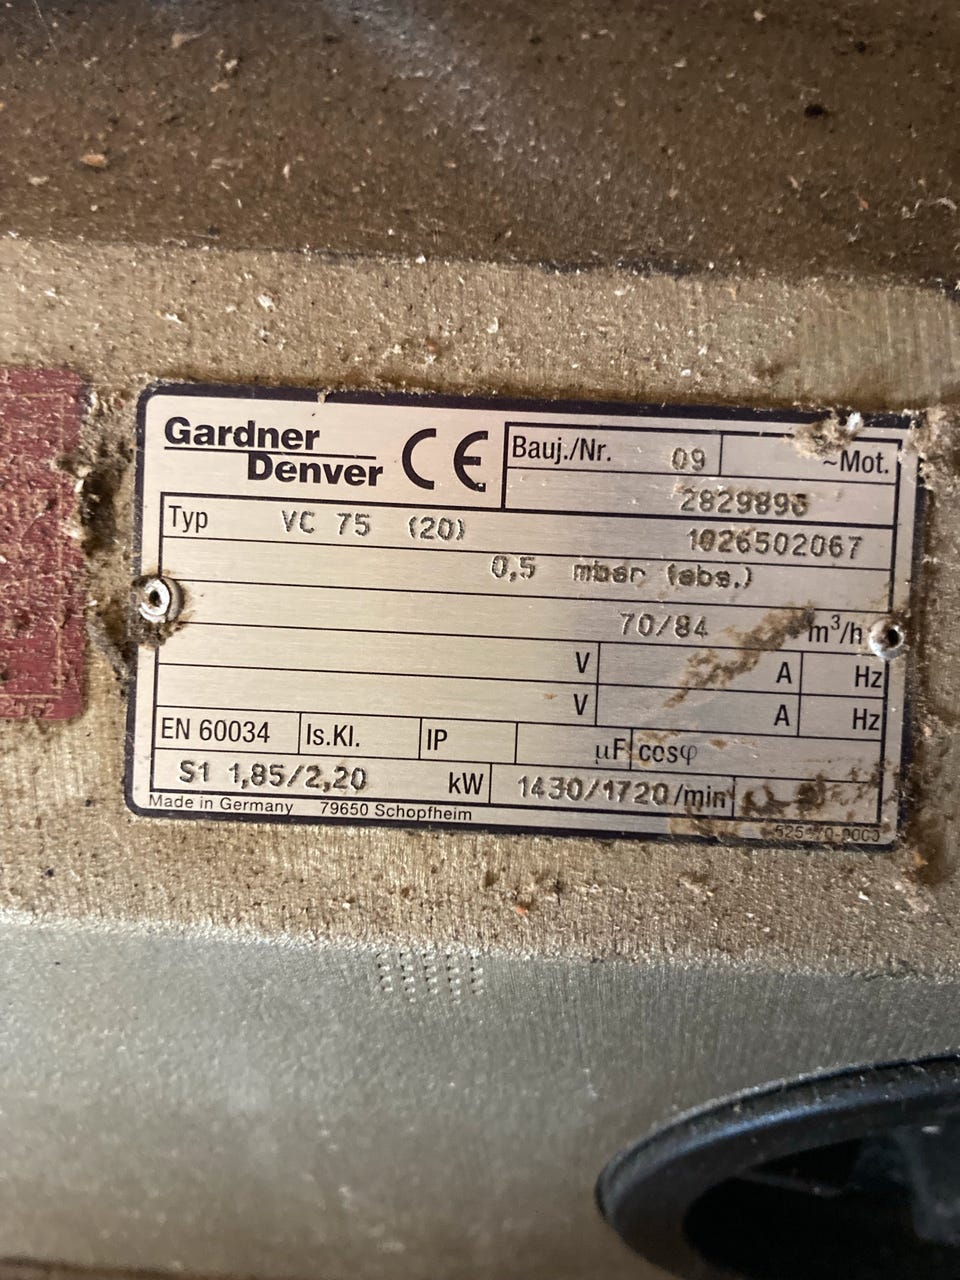 Gardner
Denver
CE
Bauj./Nr. 09 ~Mot.
2829896
Typ VC 75 (20) 1026502067
0,5 mbar (abs.)
70/84 m³/h
V A Hz
V A Hz
EN 60034 Is.Kl. IP µF cosφ
S1 1,85/2,20 kW 1430/1720/min
Made in Germany 79650 Schopfheim